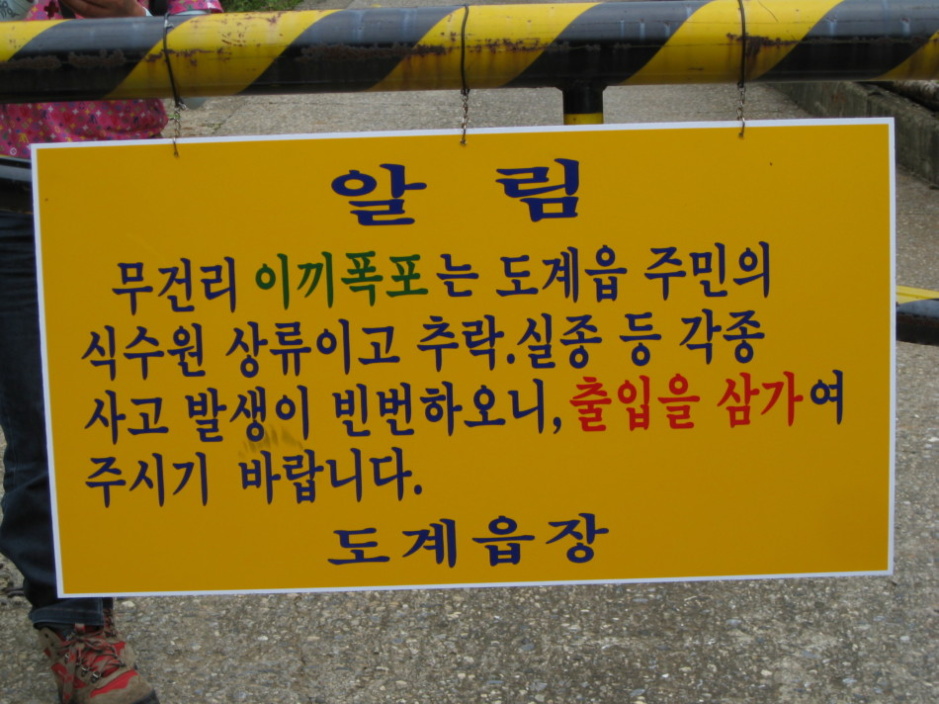 알 림
무건리 이끼폭포는 도계읍 주민의
식수원 상류이고 추락.실종 등 각종
사고 발생이 빈번하오니, 출입을 삼가여
주시기 바랍니다.
도계읍장